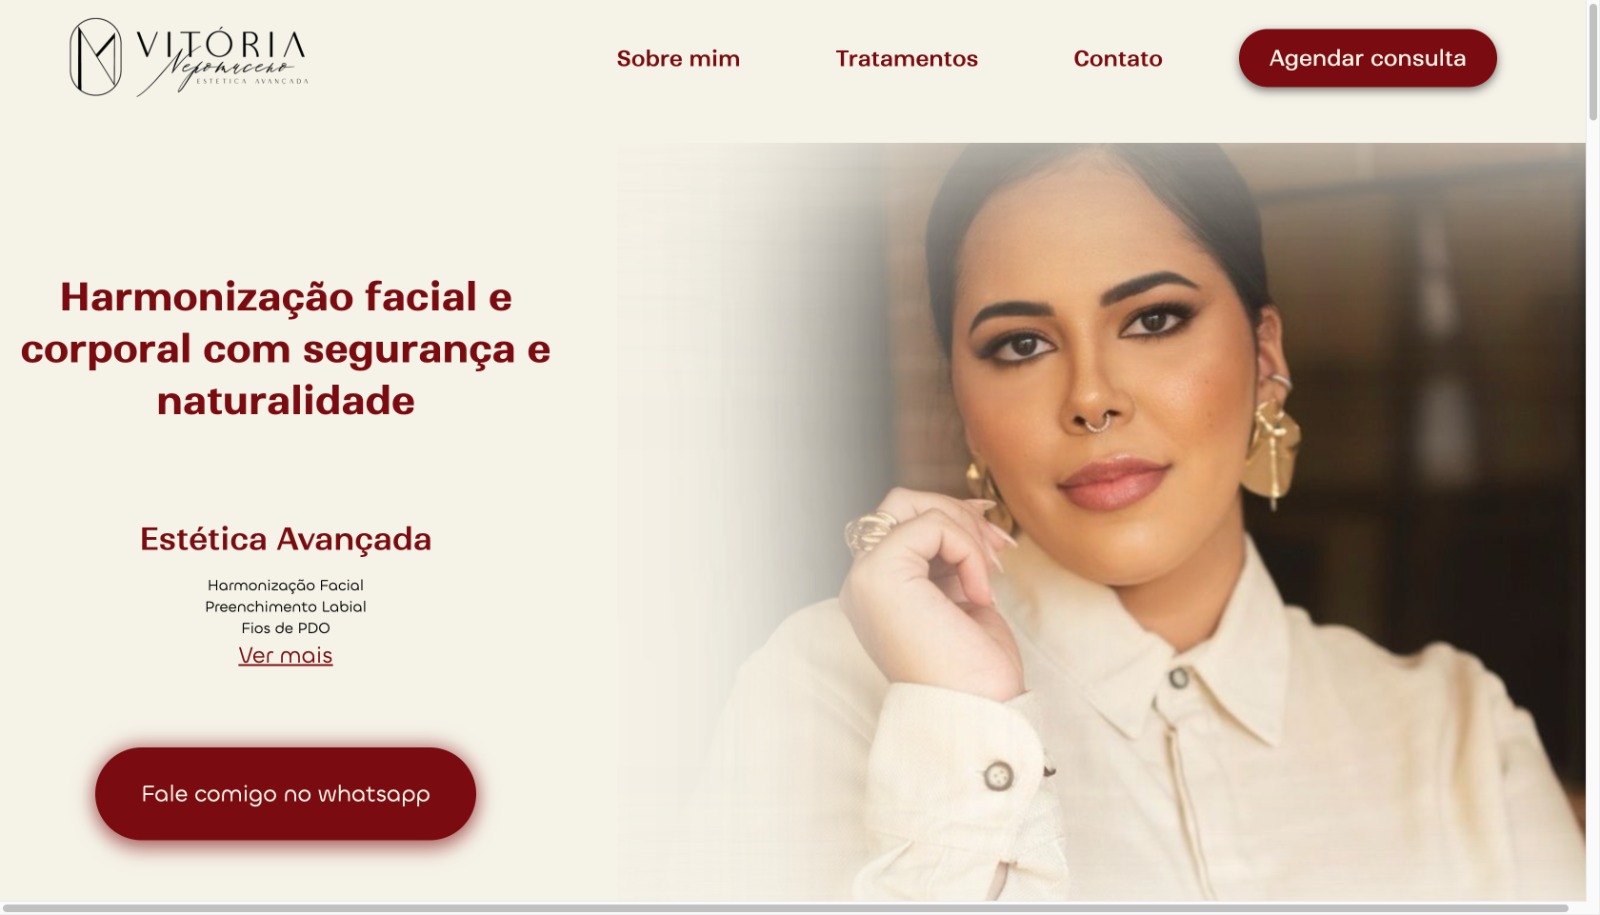 VITÓRIA
Nepomuceno
ESTÉTICA AVANÇADA
Sobre mim
Tratamentos
Contato
Agendar consulta
Harmonização facial e
corporal com segurança e
naturalidade
Estética Avançada
Harmonização Facial
Preenchimento Labial
Fios de PDO
Ver mais
Fale comigo no whatsapp